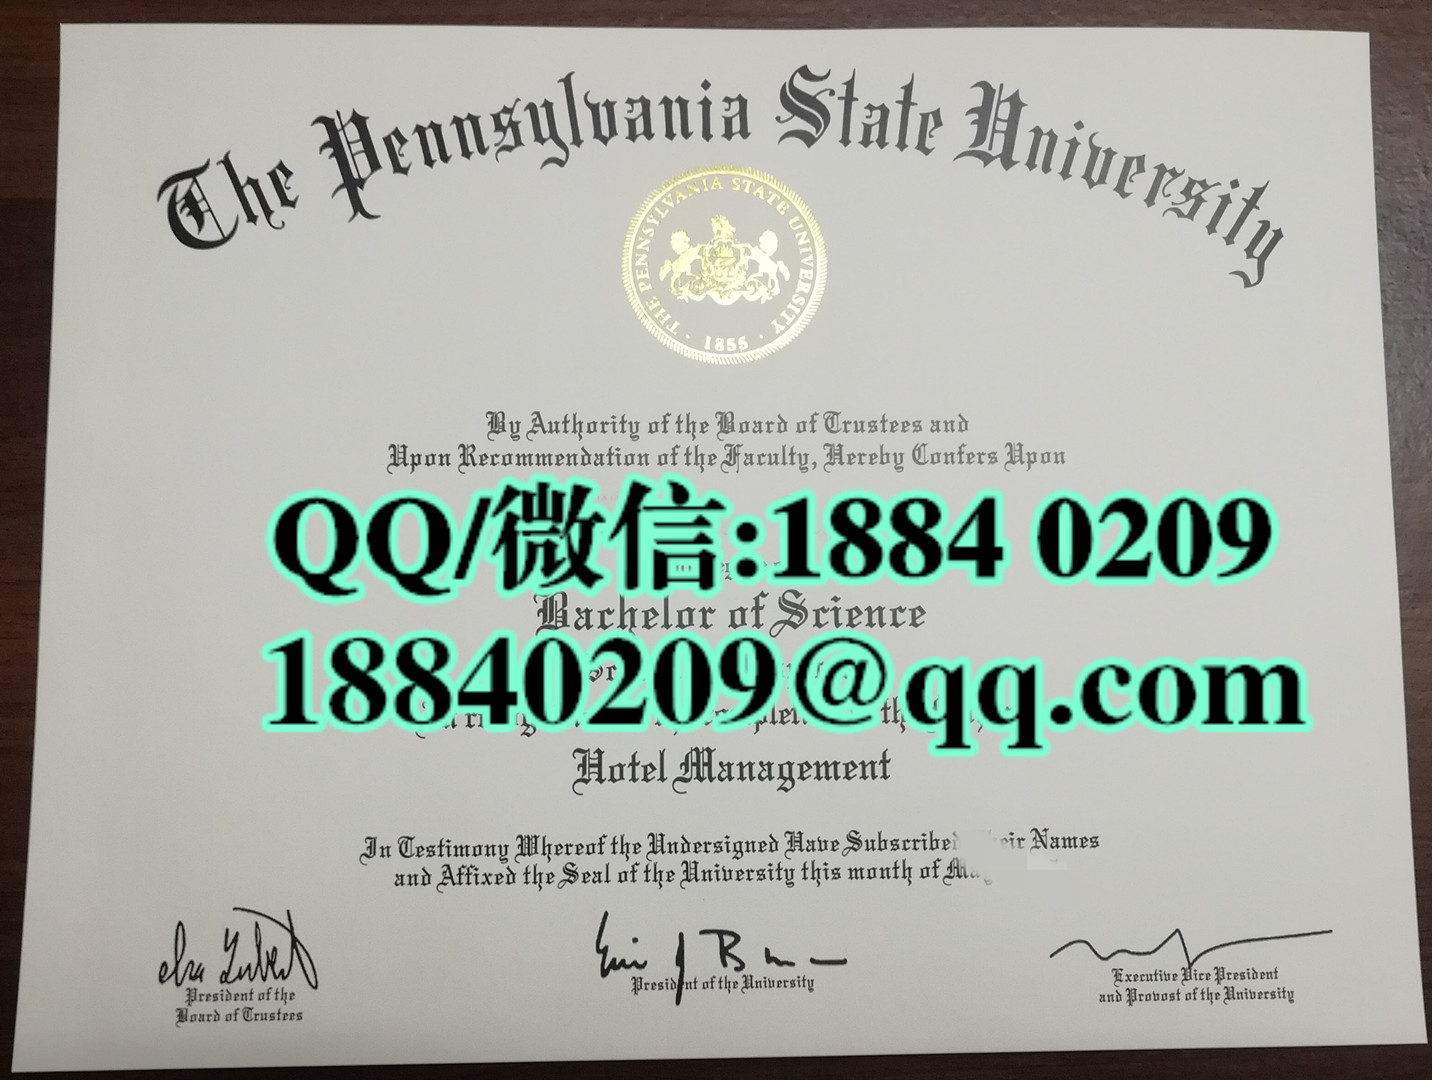 The Pennsylvania State University
THE PENNSYLVANIA STATE UNIVERSITY
· 1855 ·
By Authority of the Board of Trustees and
Upon Recommendation of the Faculty, Hereby Confers Upon
QQ/微信:1884 0209
Bachelor of Science
18840209@qq.com
Hotel Management
In Testimony Whereof the Undersigned Have Subscribed Names
and Affixed the Seal of the University this month of
President of the
Board of Trustees
President of the University
Executive Vice President
and Provost of the University